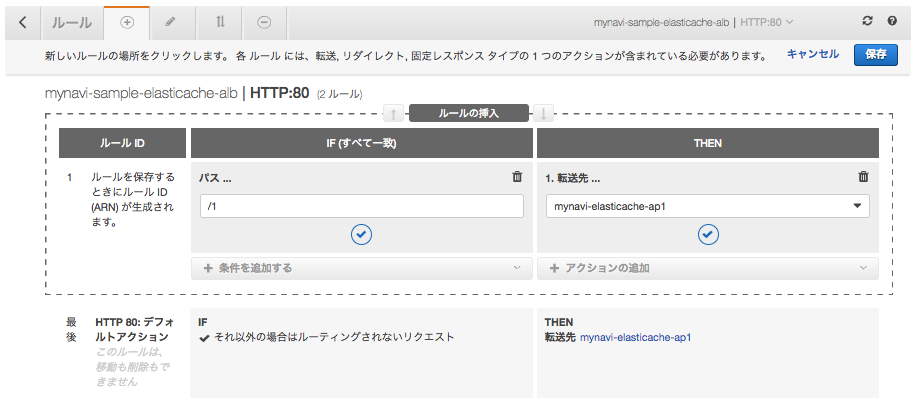 ルール
mynavi-sample-elasticache-alb | HTTP:80
新しいルールの場所をクリックします。 各 ルール には、転送, リダイレクト, 固定レスポンス タイプの 1 つのアクションが含まれている必要があります。
キャンセル
保存
mynavi-sample-elasticache-alb | HTTP:80 (2 ルール)
ルールの挿入
ルール ID
IF (すべて一致)
THEN
1
ルールを保存する
ときにルール ID
(ARN) が生成され
ます。
パス ...
/1
条件を追加する
1. 転送先 ...
mynavi-elasticache-ap1
アクションの追加
最
後
HTTP 80: デフォ
ルトアクション
このルールは、
移動も削除もで
きません
IF
それ以外の場合はルーティングされないリクエスト
THEN
転送先 mynavi-elasticache-ap1